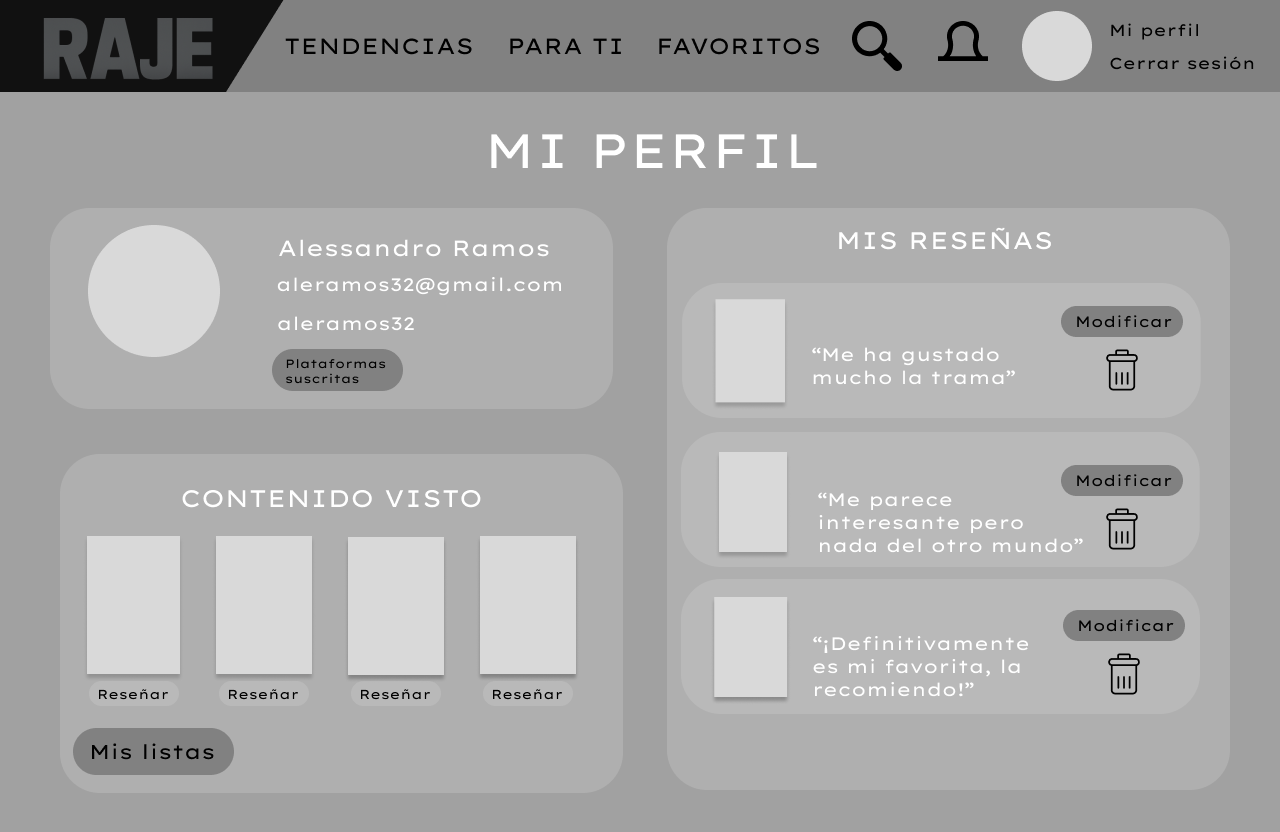 RAJE
TENDENCIAS
PARA TI
FAVORITOS
Mi perfil
Cerrar sesión
MI PERFIL
Alessandro Ramos
aleramos32@gmail.com
aleramos32
Plataformas
suscritas
CONTENIDO VISTO
Reseñar
Reseñar
Reseñar
Reseñar
Mis listas
MIS RESEÑAS
“Me ha gustado
mucho la trama”
Modificar
“Me parece
interesante pero
nada del otro mundo”
Modificar
“¡Definitivamente
es mi favorita, la
recomiendo!”
Modificar